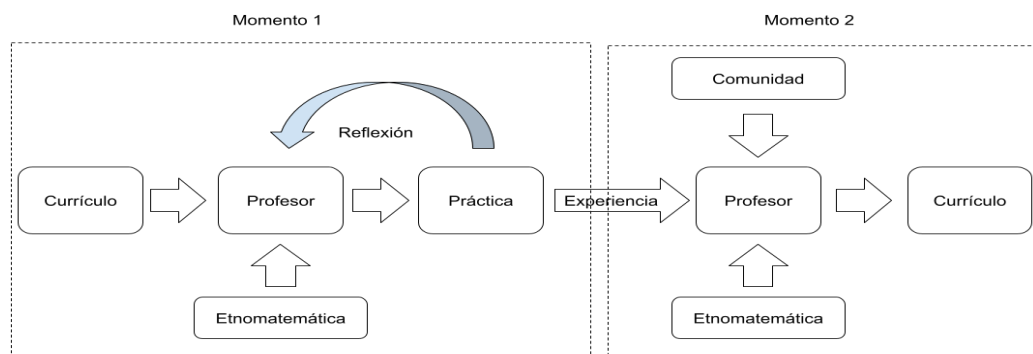 Momento 1
Momento 2
Comunidad
Reflexión
Currículo
Profesor
Práctica
Experiencia
Profesor
Currículo
Etnomatemática
Etnomatemática